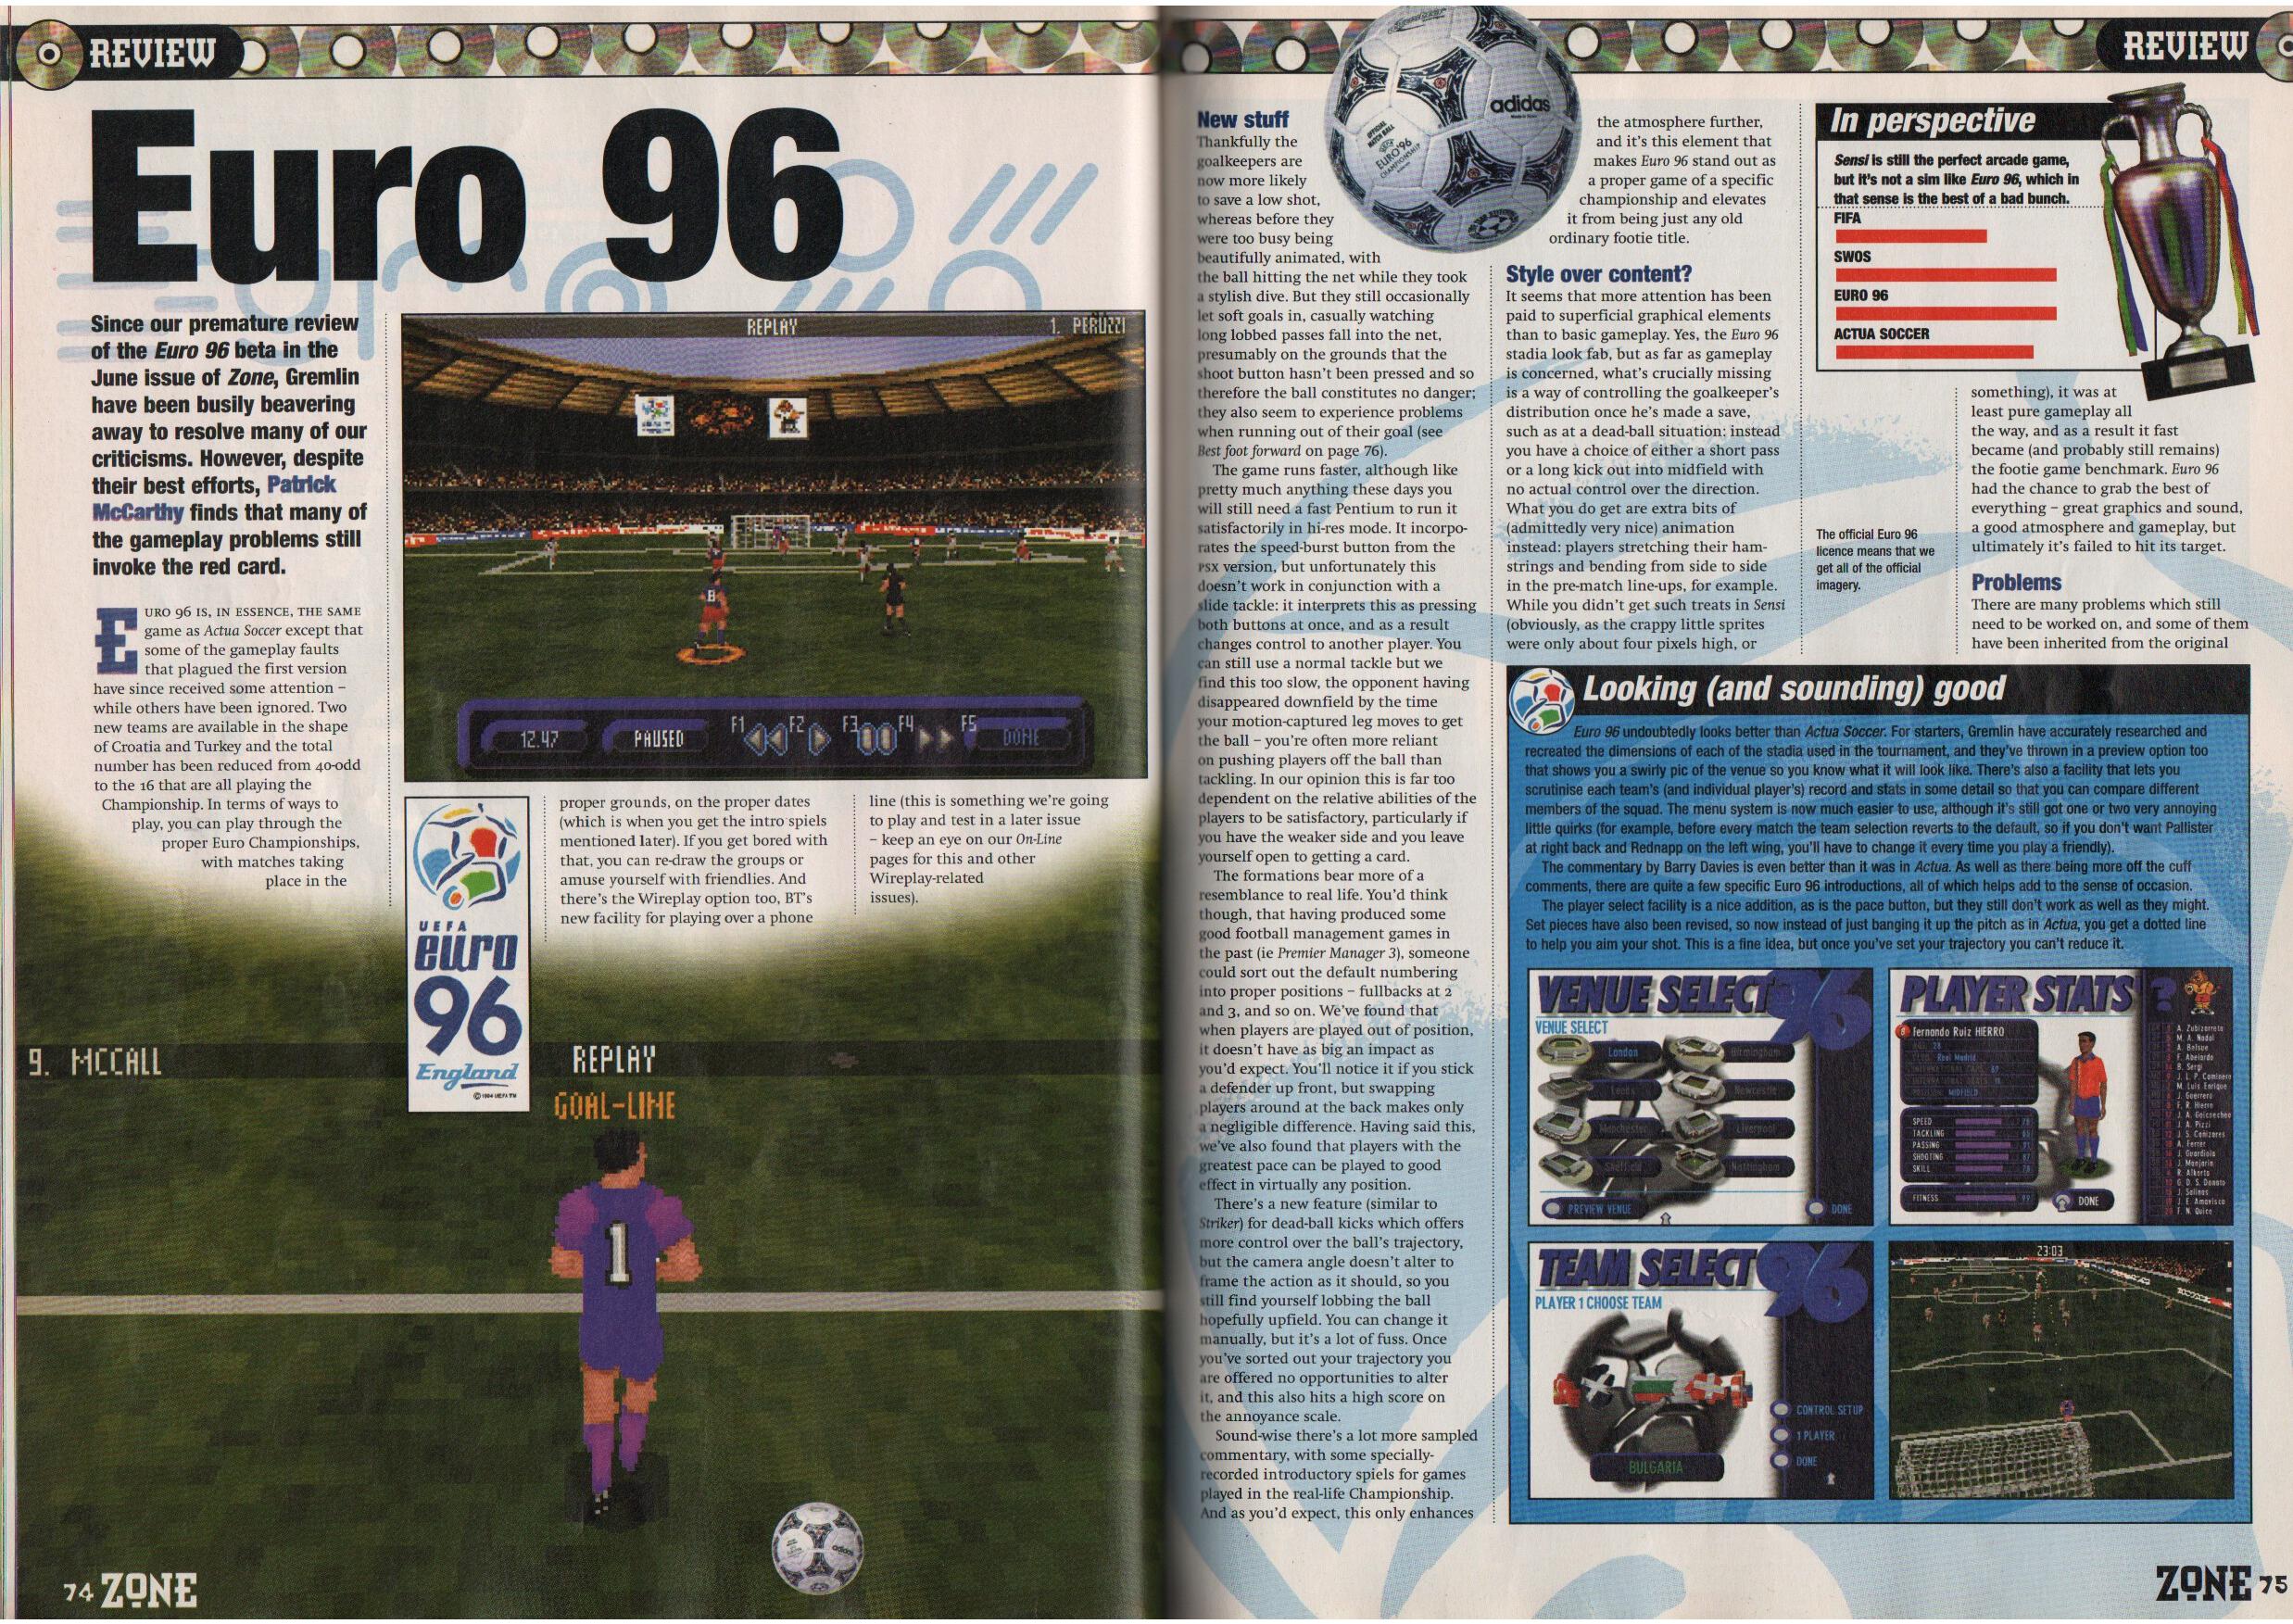 REVIEW
Euro 96
Since our premature review
of the Euro 96 beta in the
June issue of Zone, Gremlin
have been busily beavering
away to resolve many of our
criticisms. However, despite
their best efforts, Patrick
McCarthy finds that many of
the gameplay problems still
invoke the red card.
EURO 96 IS, IN ESSENCE, THE SAME
game as Actua Soccer except that
some of the gameplay faults
that plagued the first version
have since received some attention –
while others have been ignored. Two
new teams are available in the shape
of Croatia and Turkey and the total
number has been reduced from 40-odd
to the 16 that are all playing the
Championship. In terms of ways to
play, you can play through the
proper Euro Championships,
with matches taking
place in the
REPLAY
1. PERUZZI
8
12.47
PAUSED
F1
F2
F3
F4
F5
DONE
UEFA
euro
96
England
© 1994 UEFA TM
proper grounds, on the proper dates
(which is when you get the intro spiels
mentioned later). If you get bored with
that, you can re-draw the groups or
amuse yourself with friendlies. And
there's the Wireplay option too, BT's
new facility for playing over a phone
line (this is something we're going
to play and test in a later issue
– keep an eye on our On-Line
pages for this and other
Wireplay-related
issues).
9. MCCALL
REPLAY
GOAL-LINE
1
74 ZONE
REVIEW
adidas
OFFICIAL
MATCH BALL
UEFA
EURO'96
CHAMPIONSHIP
New stuff
Thankfully the
goalkeepers are
now more likely
to save a low shot,
whereas before they
were too busy being
beautifully animated, with
the ball hitting the net while they took
a stylish dive. But they still occasionally
let soft goals in, casually watching
long lobbed passes fall into the net,
presumably on the grounds that the
shoot button hasn't been pressed and so
therefore the ball constitutes no danger;
they also seem to experience problems
when running out of their goal (see
Best foot forward on page 76).
The game runs faster, although like
pretty much anything these days you
will still need a fast Pentium to run it
satisfactorily in hi-res mode. It incorpo-
rates the speed-burst button from the
PSX version, but unfortunately this
doesn't work in conjunction with a
slide tackle: it interprets this as pressing
both buttons at once, and as a result
changes control to another player. You
can still use a normal tackle but we
find this too slow, the opponent having
disappeared downfield by the time
your motion-captured leg moves to get
the ball – you're often more reliant
on pushing players off the ball than
tackling. In our opinion this is far too
dependent on the relative abilities of the
players to be satisfactory, particularly if
you have the weaker side and you leave
yourself open to getting a card.
The formations bear more of a
resemblance to real life. You'd think
though, that having produced some
good football management games in
the past (ie Premier Manager 3), someone
could sort out the default numbering
into proper positions – fullbacks at 2
and 3, and so on. We've found that
when players are played out of position,
it doesn't have as big an impact as
you'd expect. You'll notice it if you stick
a defender up front, but swapping
players around at the back makes only
a negligible difference. Having said this,
we've also found that players with the
greatest pace can be played to good
effect in virtually any position.
There's a new feature (similar to
Striker) for dead-ball kicks which offers
more control over the ball's trajectory,
but the camera angle doesn't alter to
frame the action as it should, so you
still find yourself lobbing the ball
hopefully upfield. You can change it
manually, but it's a lot of fuss. Once
you've sorted out your trajectory you
are offered no opportunities to alter
it, and this also hits a high score on
the annoyance scale.
Sound-wise there's a lot more sampled
commentary, with some specially-
recorded introductory spiels for games
played in the real-life Championship.
And as you'd expect, this only enhances
the atmosphere further,
and it's this element that
makes Euro 96 stand out as
a proper game of a specific
championship and elevates
it from being just any old
ordinary footie title.
Style over content?
It seems that more attention has been
paid to superficial graphical elements
than to basic gameplay. Yes, the Euro 96
stadia look fab, but as far as gameplay
is concerned, what's crucially missing
is a way of controlling the goalkeeper's
distribution once he's made a save,
such as at a dead-ball situation; instead
you have a choice of either a short pass
or a long kick out into midfield with
no actual control over the direction.
What you do get are extra bits of
(admittedly very nice) animation
instead: players stretching their ham-
strings and bending from side to side
in the pre-match line-ups, for example.
While you didn't get such treats in Sensi
(obviously, as the crappy little sprites
were only about four pixels high, or
In perspective
Sensi is still the perfect arcade game,
but it's not a sim like Euro 96, which in
that sense is the best of a bad bunch.
FIFA
SWOS
EURO 96
ACTUA SOCCER
The official Euro 96
licence means that we
get all of the official
imagery.
something), it was at
least pure gameplay all
the way, and as a result it fast
became (and probably still remains)
the footie game benchmark. Euro 96
had the chance to grab the best of
everything – great graphics and sound,
a good atmosphere and gameplay, but
ultimately it's failed to hit its target.
Problems
There are many problems which still
need to be worked on, and some of them
have been inherited from the original
Looking (and sounding) good
Euro 96 undoubtedly looks better than Actua Soccer. For starters, Gremlin have accurately researched and
recreated the dimensions of each of the stadia used in the tournament, and they've thrown in a preview option too
that shows you a swirly pic of the venue so you know what it will look like. There's also a facility that lets you
scrutinise each team's (and individual player's) record and stats in some detail so that you can compare different
members of the squad. The menu system is now much easier to use, although it's still got one or two very annoying
little quirks (for example, before every match the team selection reverts to the default, so if you don't want Pallister
at right back and Rednapp on the left wing, you'll have to change it every time you play a friendly).
The commentary by Barry Davies is even better than it was in Actua. As well as there being more off the cuff
comments, there are quite a few specific Euro 96 introductions, all of which helps add to the sense of occasion.
The player select facility is a nice addition, as is the pace button, but they still don't work as well as they might.
Set pieces have also been revised, so now instead of just banging it up the pitch as in Actua, you get a dotted line
to help you aim your shot. This is a fine idea, but once you've set your trajectory you can't reduce it.
VENUE SELECT 96
VENUE SELECT
London
Birmingham
Leeds
Newcastle
Manchester
Liverpool
Sheffield
Nottingham
PREVIEW VENUE
DONE
PLAYER STATS
?
Fernando Ruiz HIERRO
Real Madrid
MIDFIELD
SPEED
TACKLING
PASSING
SHOOTING
SKILL
FITNESS
DONE
A. Zubizarreta
M. A. Nadal
A. Belsue
F. Abelardo
B. Sergi
J. L. P. Caminero
M. Luis Enrique
J. Guerrero
F. R. Hierro
J. A. Goicoechea
J. A. Pizzi
J. S. Canizares
A. Ferrer
J. Guardiola
J. Manjarin
R. Alkorta
G. D. S. Donato
J. Salinas
J. E. Amavisca
F. N. Quico
TEAM SELECT 96
PLAYER 1 CHOOSE TEAM
BULGARIA
CONTROL SETUP
1 PLAYER
DONE
23:03
ZONE 75